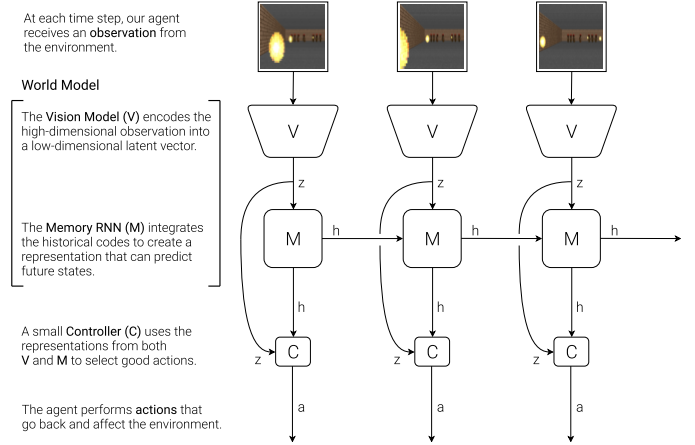 At each time step, our agent
receives an observation from
the environment.
World Model
The Vision Model (V) encodes the
high-dimensional observation into
a low-dimensional latent vector.
V V V
z z z
The Memory RNN (M) integrates
the historical codes to create a
representation that can predict
future states.
M h M h M h
h h h
A small Controller (C) uses the
representations from both
V and M to select good actions.
z C z C z C
The agent performs actions that
go back and affect the environment.
a a a